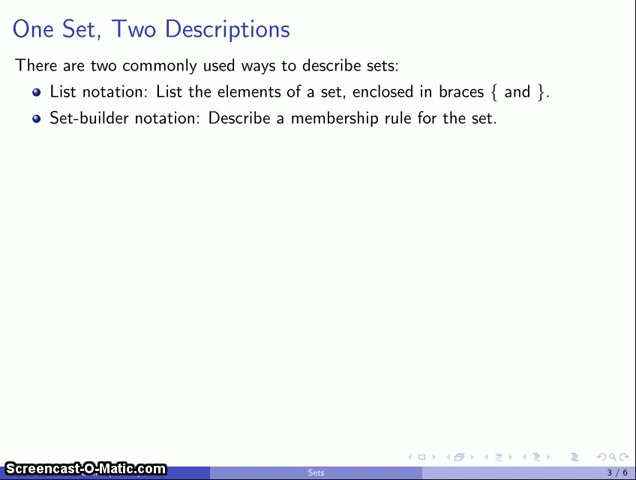 One Set, Two Descriptions
There are two commonly used ways to describe sets:
List notation: List the elements of a set, enclosed in braces { and }.
Set-builder notation: Describe a membership rule for the set.
Screencast-O-Matic.com
Sets
3 / 6